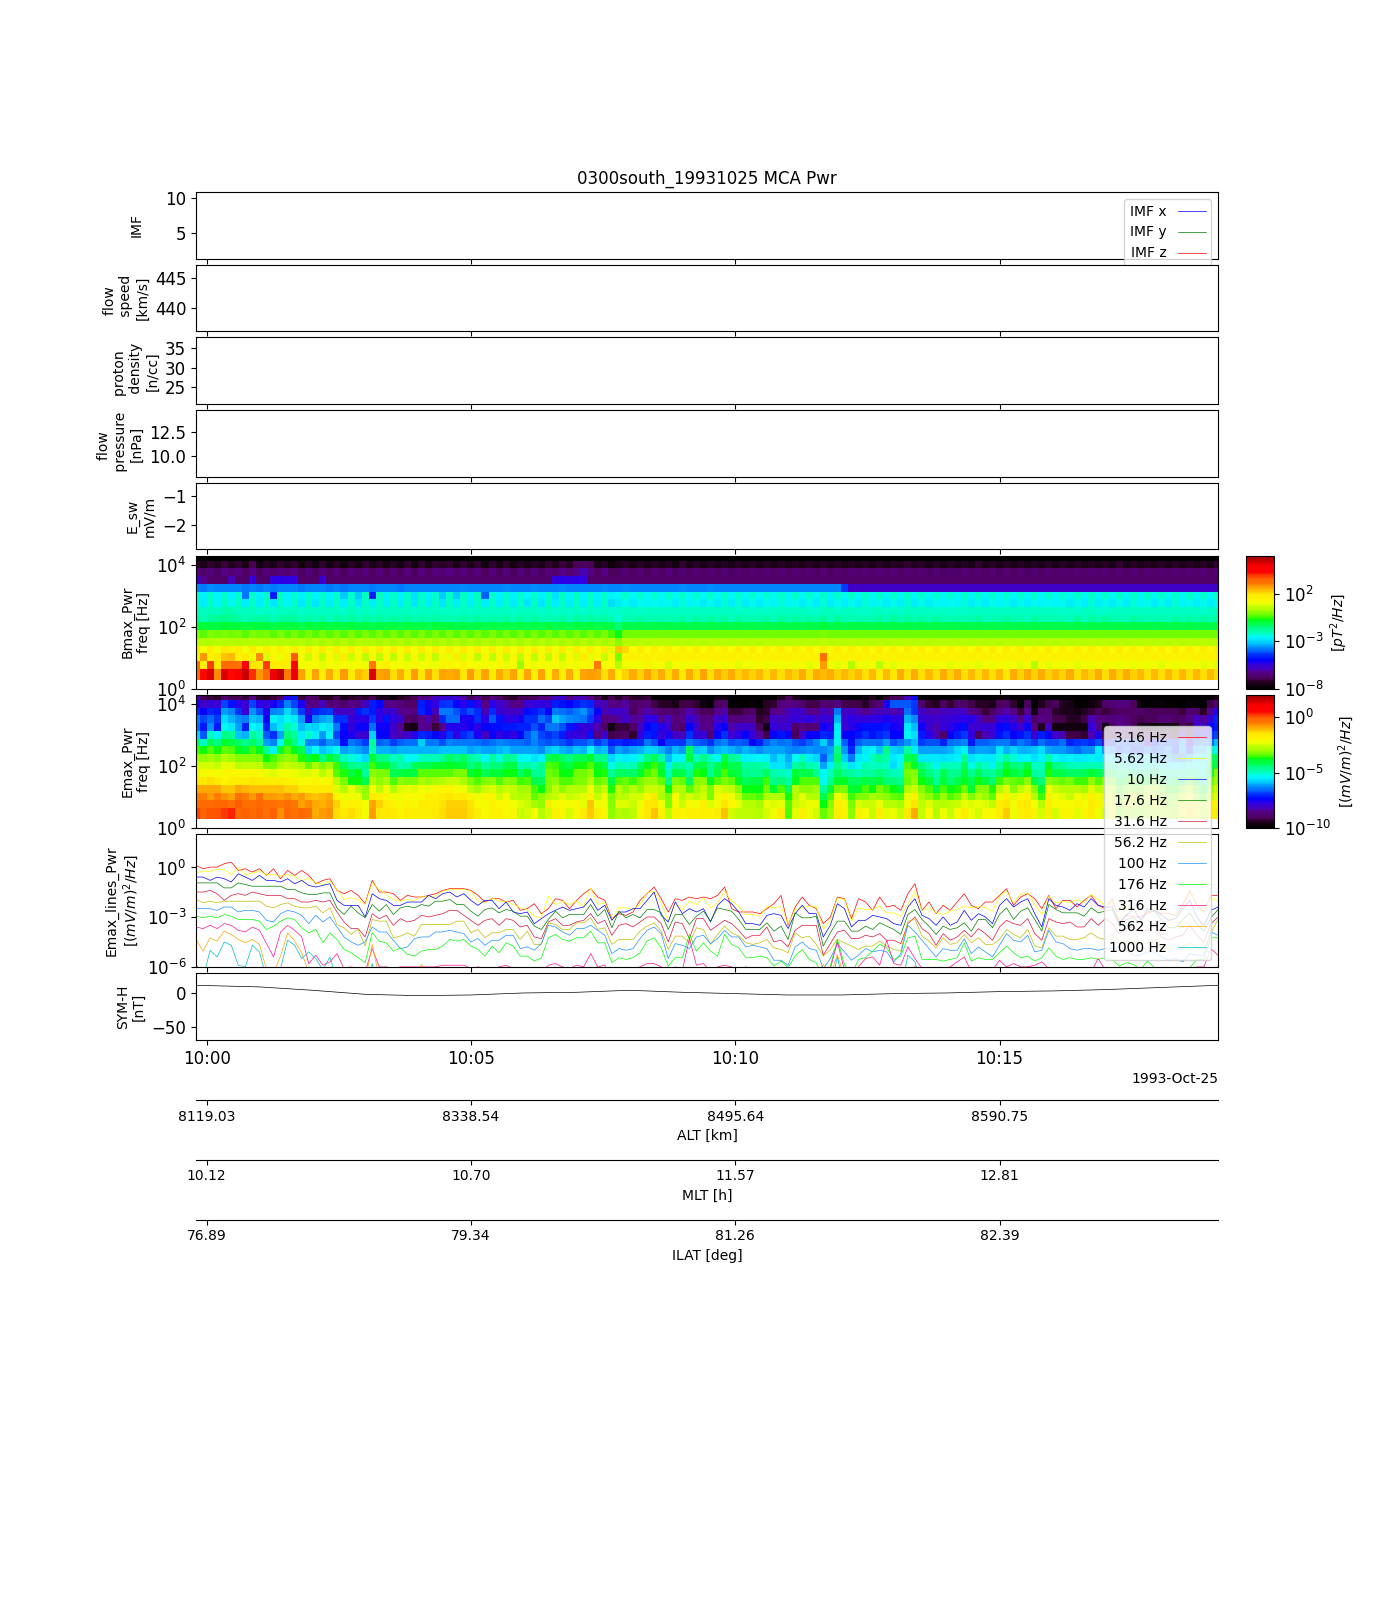 0300south_19931025 MCA Pwr
10
5
IMF
IMF x
IMF y
IMF z
445
440
flow
speed
[km/s]
35
30
25
proton
density
[n/cc]
12.5
10.0
flow
pressure
[nPa]
−1
−2
E_sw
mV/m
10^4
10^2
10^0
Bmax_Pwr
freq [Hz]
10^2
10^−3
10^−8
[pT^2/Hz]
10^4
10^2
10^0
Emax_Pwr
freq [Hz]
10^0
10^−5
10^−10
[(mV/m)^2/Hz]
3.16 Hz
5.62 Hz
10 Hz
17.6 Hz
31.6 Hz
56.2 Hz
100 Hz
176 Hz
316 Hz
562 Hz
1000 Hz
10^0
10^−3
10^−6
Emax_lines_Pwr
[(mV/m)^2/Hz]
0
−50
SYM-H
[nT]
10:00 10:05 10:10 10:15
1993-Oct-25
8119.03 8338.54 8495.64 8590.75
ALT [km]
10.12 10.70 11.57 12.81
MLT [h]
76.89 79.34 81.26 82.39
ILAT [deg]